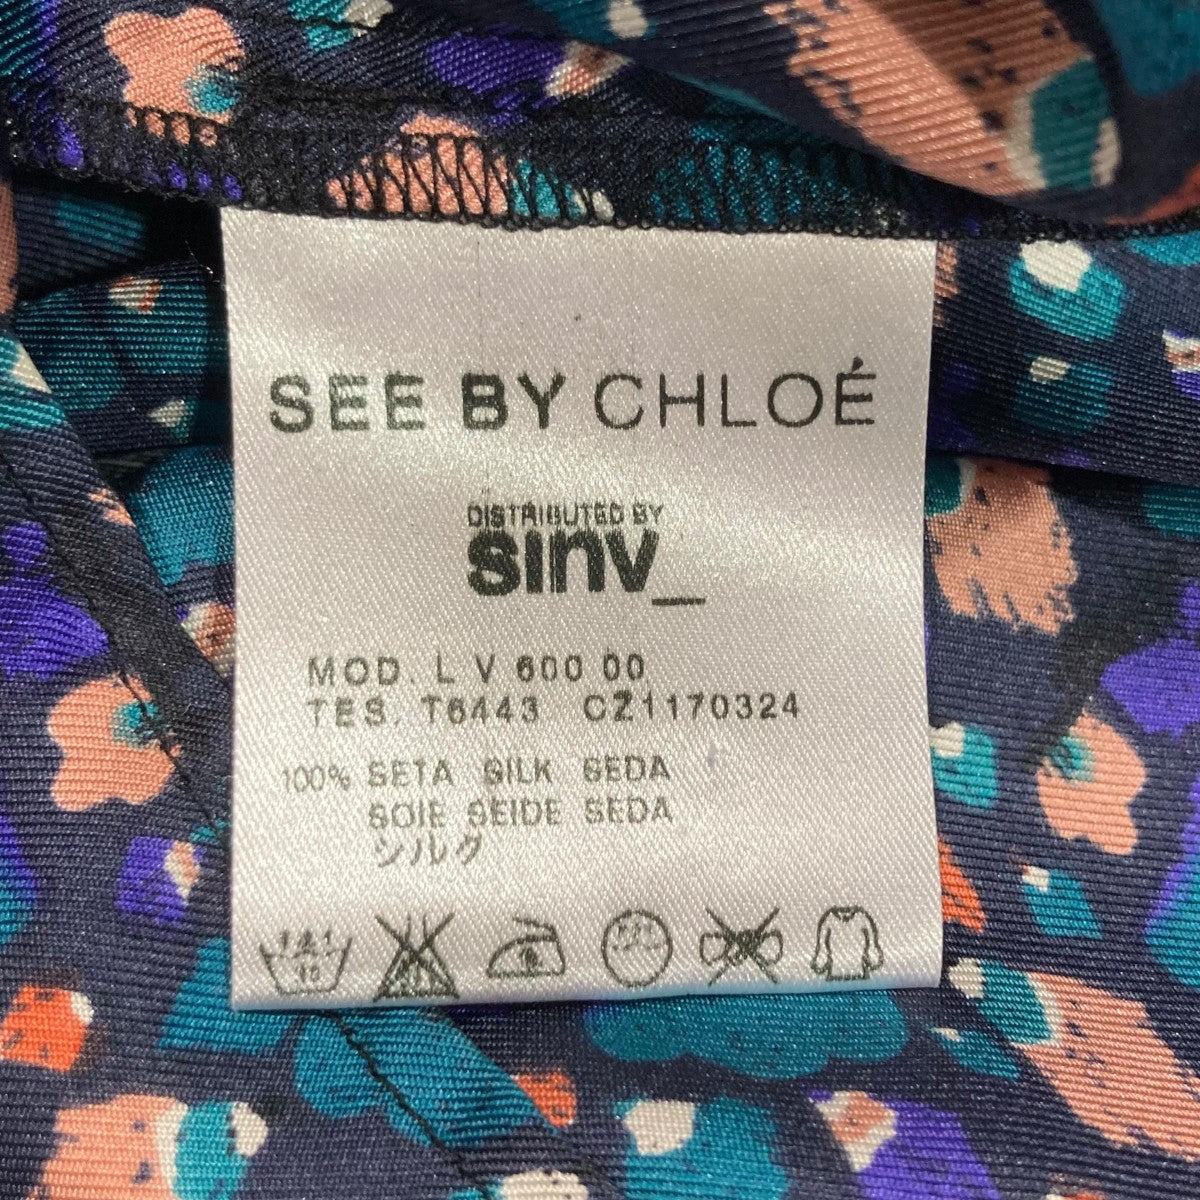 SEE BY CHLOÉ
DISTRIBUTED BY
sinv_
MOD. L V 600 00
TES. T6443 CZ1170324
100% SETA SILK SEDA
SOIE SEIDE SEDA
シルク